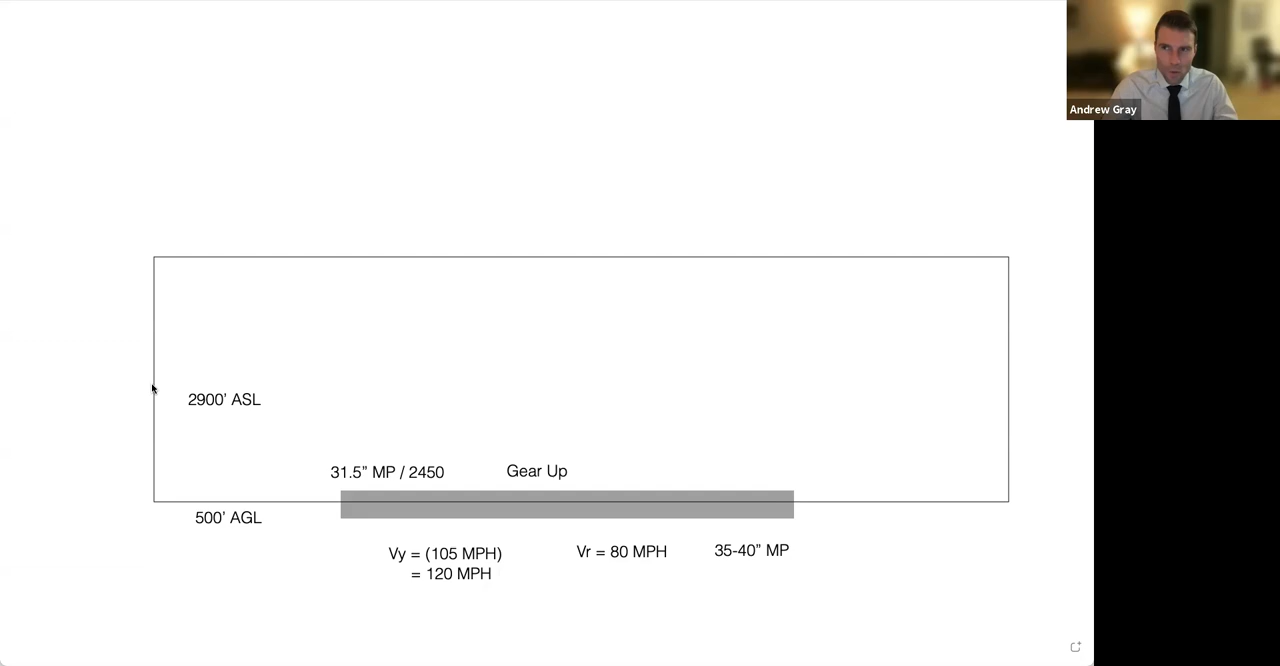 Andrew Gray
2900’ ASL
31.5” MP / 2450
Gear Up
500’ AGL
Vy = (105 MPH)
= 120 MPH
Vr = 80 MPH
35-40” MP